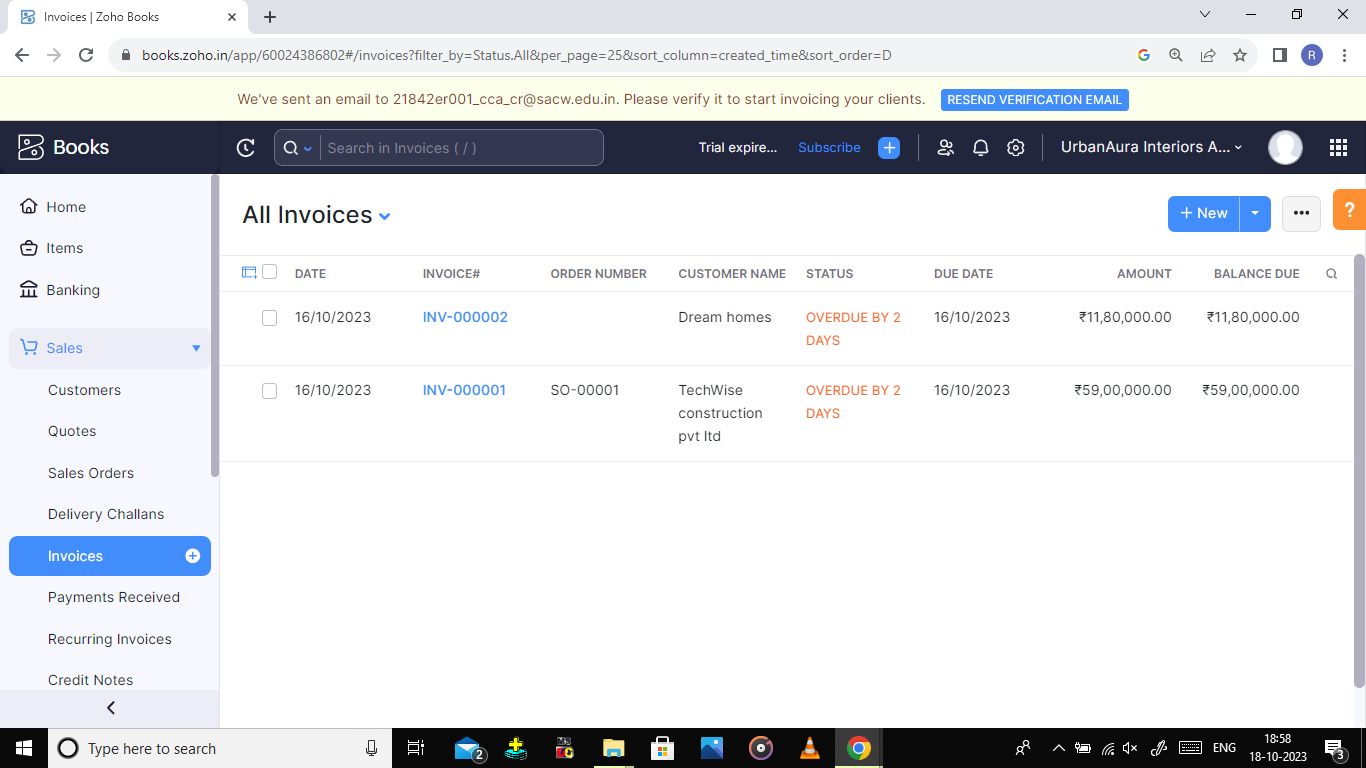 Invoices | Zoho Books
books.zoho.in/app/60024386802#/invoices?filter_by=Status.All&per_page=25&sort_column=created_time&sort_order=D
R
We've sent an email to 21842er001_cca_cr@sacw.edu.in. Please verify it to start invoicing your clients.
RESEND VERIFICATION EMAIL
Books
Search in Invoices ( / )
Trial expire...
Subscribe
UrbanAura Interiors A...
Home
Items
Banking
Sales
Customers
Quotes
Sales Orders
Delivery Challans
Invoices
Payments Received
Recurring Invoices
Credit Notes
All Invoices
+ New
?
DATE INVOICE# ORDER NUMBER CUSTOMER NAME STATUS DUE DATE AMOUNT BALANCE DUE
16/10/2023 INV-000002 Dream homes OVERDUE BY 2 16/10/2023 ₹11,80,000.00 ₹11,80,000.00
DAYS
16/10/2023 INV-000001 SO-00001 TechWise OVERDUE BY 2 16/10/2023 ₹59,00,000.00 ₹59,00,000.00
construction DAYS
pvt ltd
Type here to search
2
ENG
18:58
18-10-2023
3